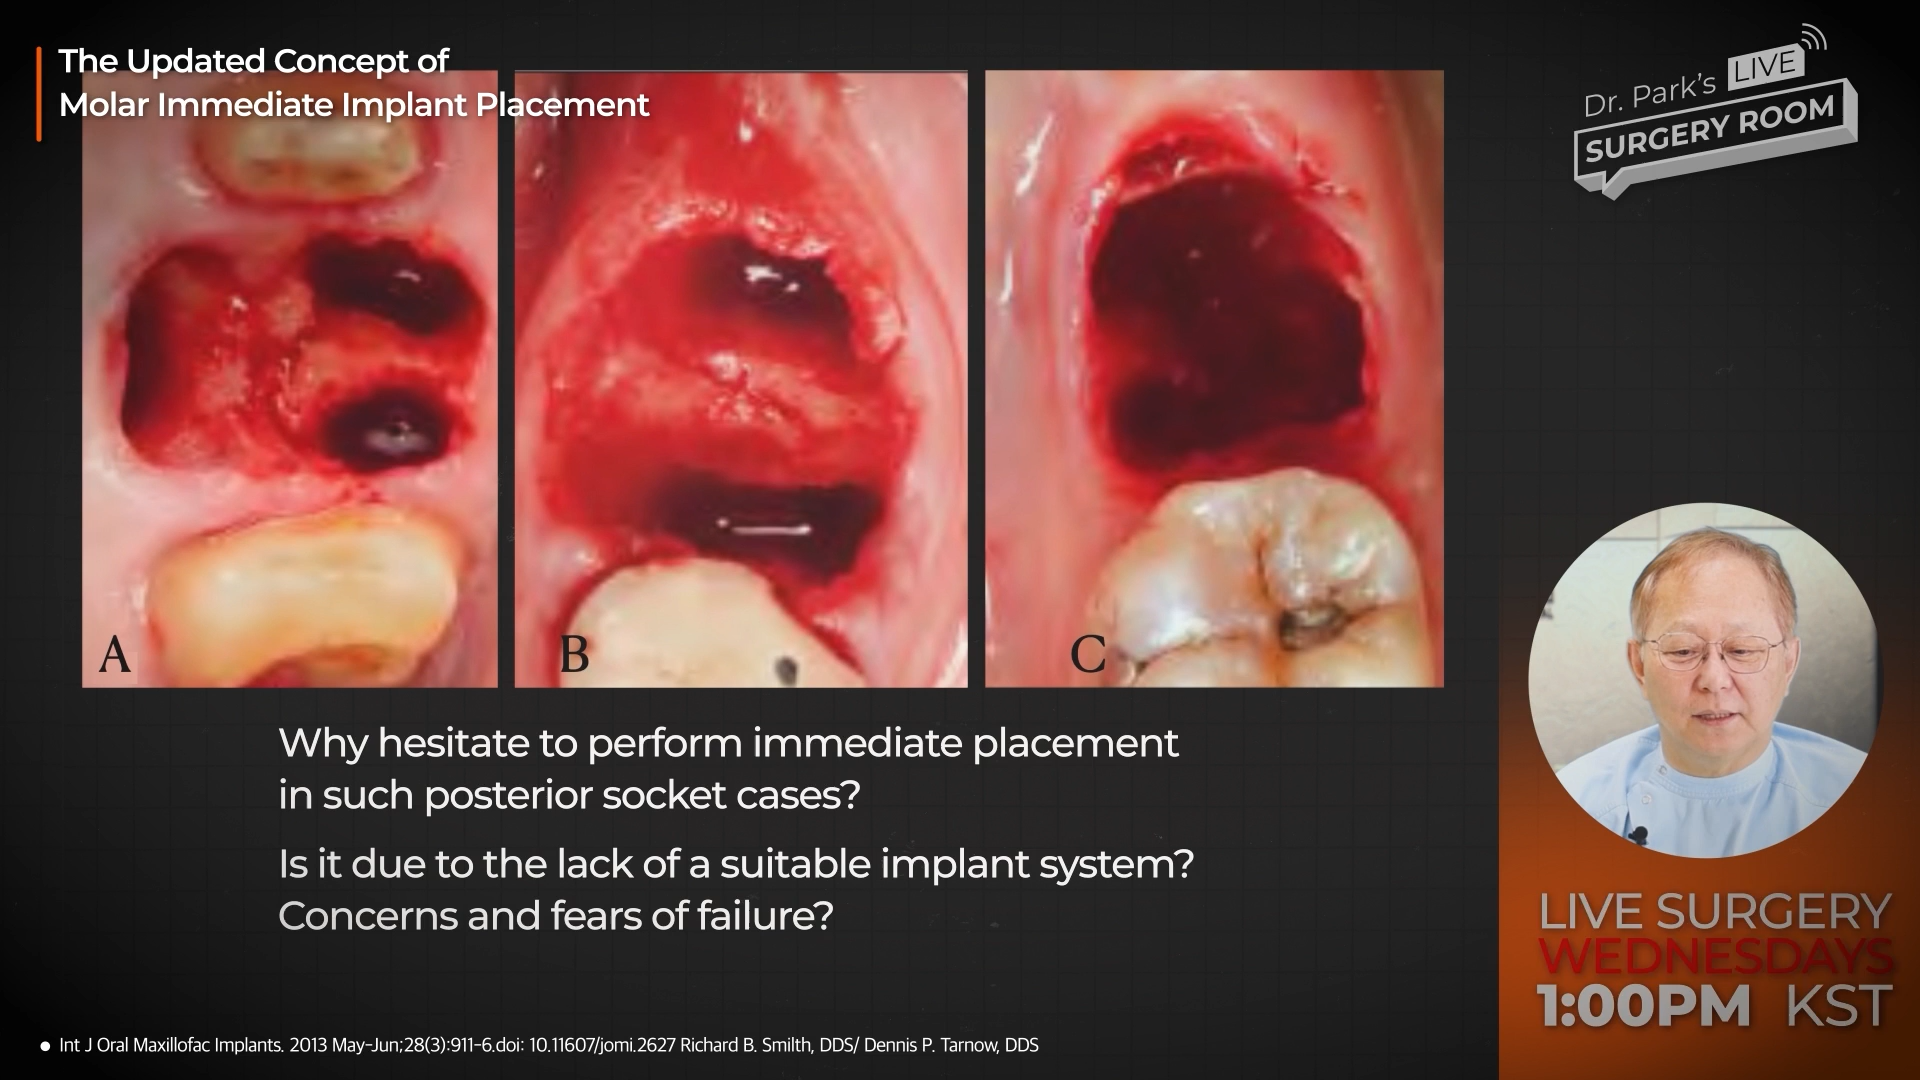 The Updated Concept of
Molar Immediate Implant Placement
Dr. Park's LIVE
SURGERY ROOM
A
B
C
Why hesitate to perform immediate placement
in such posterior socket cases?
Is it due to the lack of a suitable implant system?
Concerns and fears of failure?
LIVE SURGERY
WEDNESDAYS
1:00PM KST
• Int J Oral Maxillofac Implants. 2013 May-Jun;28(3):911-6.doi: 10.11607/jomi.2627 Richard B. Smilth, DDS/ Dennis P. Tarnow, DDS